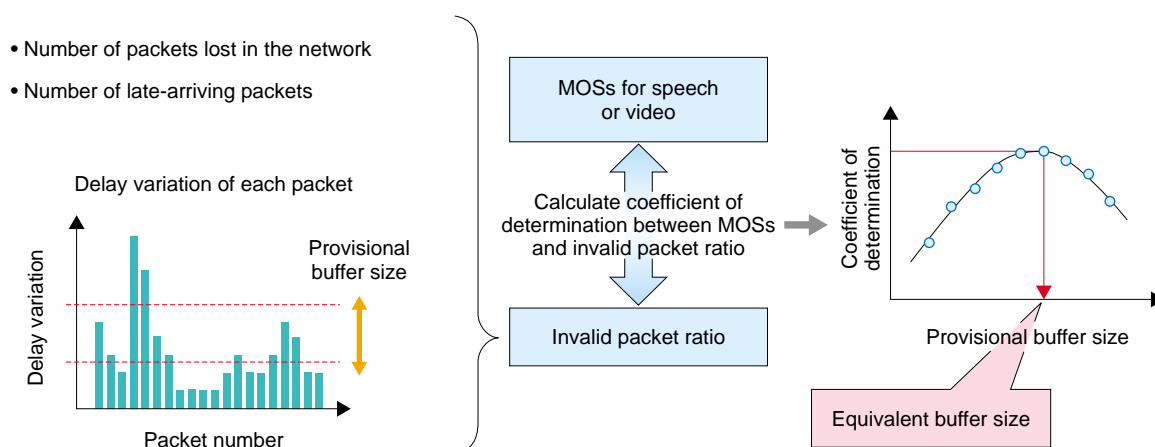 • Number of packets lost in the network
• Number of late-arriving packets
Delay variation of each packet
Delay variation
Provisional
buffer size
Packet number
MOSs for speech
or video
Calculate coefficient of
determination between MOSs
and invalid packet ratio
Invalid packet ratio
Coefficient of
determination
Provisional buffer size
Equivalent buffer size